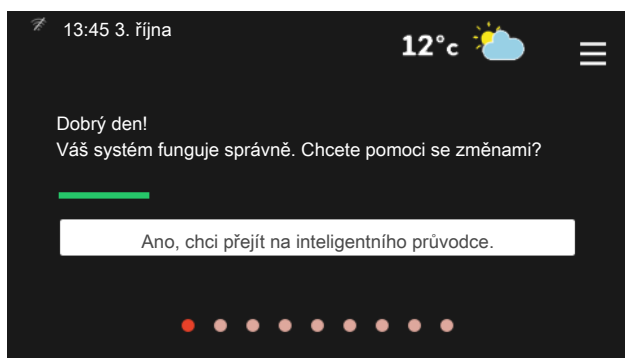 13:45 3. října
12°c
Dobrý den!
Váš systém funguje správně. Chcete pomoci se změnami?
Ano, chci přejít na inteligentního průvodce.